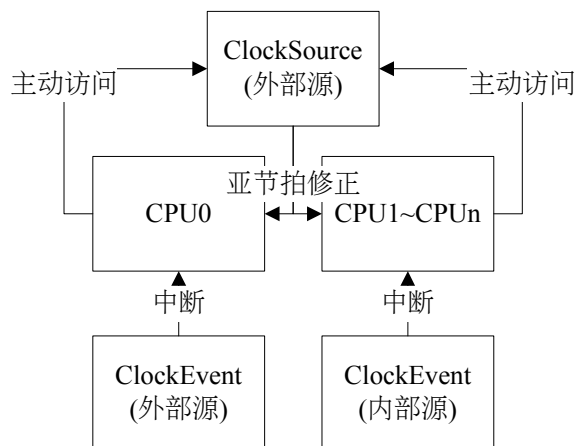 ClockSource
(外部源)
主动访问
主动访问
亚节拍修正
CPU0
CPU1~CPUn
中断
中断
ClockEvent
(外部源)
ClockEvent
(内部源)